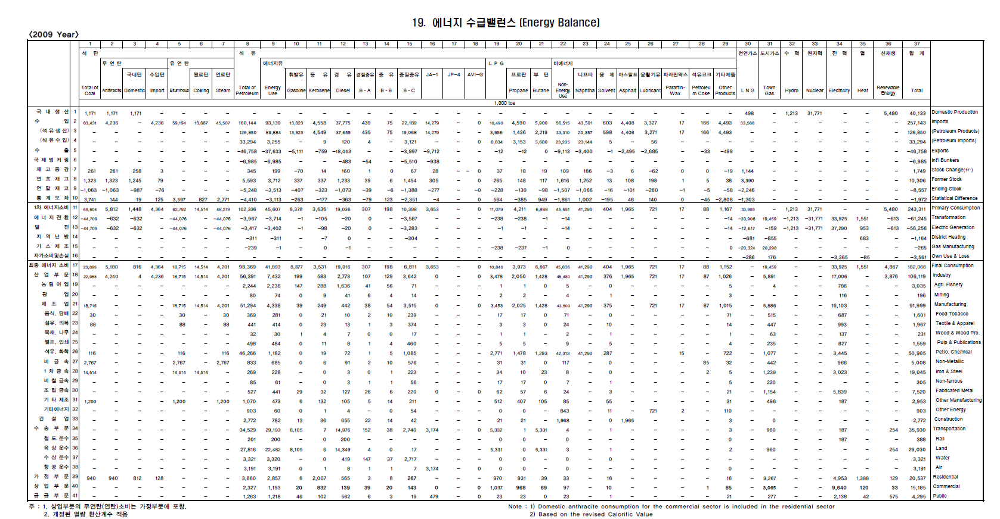 19. 에너지 수급밸런스 (Energy Balance)
〈2009 Year〉
1 2 3 4 5 6 7 8 9 10 11 12 13 14 15 16 17 18 19 20 21 22 23 24 25 26 27 28 29 30 31 32 33 34 35 36 37
석 탄 석 유 천연가스 도시가스 수 력 원자력 전 력 열 신재생 합 계
무 연 탄 유 연 탄 에너지유 L P G 비에너지
국내탄 수입탄 원료탄 연료탄 휘발유 등 유 경 유 경질중유 중 유 중질중유 JA-1 JP-4 AVI-G 프로판 부 탄 니프타 용 제 아스팔트 윤활기유 파라핀왁스 석유코크 기타제품
Total of Coal Anthracite Domestic Import Bituminous Coking Steam Total of Petroleum Energy Use Gasoline Kerosene Diesel B - A B - B B - C Propane Butane Non-Energy Use Naphtha Solvent Asphalt Lubricant Paraffin-Wax Petroleum Coke Other Products L N G Town Gas Hydro Nuclear Electricity Heat Renewable Energy Total
1,000 toe
국 내 생 산 1 1,171 1,171 1,171 - - - - - - - - - - - - - - - - - - - - - - - - - - 498 - 1,213 31,771 - - 5,480 40,133 Domestic Production
수 입 2 63,431 4,236 - 4,236 59,194 13,687 45,507 160,144 93,139 13,823 4,558 37,775 439 75 22,189 14,279 - 0 10,490 4,590 5,900 56,515 43,501 603 4,408 3,327 17 166 4,493 33,568 - - - - - - 257,143 Imports
(석 유 생 산) 3 - - - - - - - 126,850 89,884 13,823 4,549 37,655 435 75 19,068 14,279 - - 3,656 1,436 2,219 33,310 20,357 598 4,408 3,271 17 166 4,493 - - - - - - - 126,850 (Petroleum Products)
(석 유 수 입) 4 - - - - - - - 33,294 3,255 - 9 120 4 - 3,121 - - 0 6,834 3,153 3,680 23,205 23,144 5 - 56 - - - - - - - - - - 33,294 (Petroleum Imports)
수 출 5 - - - - - - - -46,758 -37,633 -5,111 -759 -18,053 - - -3,997 -9,712 - - -12 -12 0 -9,113 -3,400 -1 -2,495 -2,685 - -33 -499 - - - - - - - -46,758 Exports
국 제 벙 커 링 6 - - - - - - - -6,985 -6,985 - - -483 -54 - -5,510 -938 - - - - - - - - - - - - - - - - - - - - -6,985 Int'l Bunkers
재 고 증 감 7 261 261 258 3 - - - 345 199 -70 14 160 1 0 67 28 - - 0 37 18 19 109 186 -3 6 -62 0 0 -19 1,144 - - - - - - 1,749 Stock Change(+/-)
연 초 재 고 8 1,323 1,323 1,245 79 - - - 5,593 3,712 337 337 1,233 39 6 1,454 305 - 0 265 148 117 1,616 1,252 13 108 198 1 5 38 3,390 - - - - - - 10,306 Former Stock
연 말 재 고 9 -1,063 -1,063 -987 -76 - - - -5,248 -3,513 -407 -323 -1,073 -39 -6 -1,388 -277 - -0 -228 -130 -98 -1,507 -1,066 -16 -101 -260 -1 -5 -58 -2,246 - - - - - - -8,557 Ending Stock
통 계 오 차 10 3,741 144 19 125 3,597 827 2,771 -4,410 -3,113 -263 -177 -363 -79 123 -2,351 -4 - 0 564 -385 949 -1,861 1,002 -195 46 140 0 -45 -2,808 -1,303 - - - - - - -1,972 Statistical Difference
1차 에너지소비 11 68,604 5,812 1,448 4,364 62,792 14,514 48,278 102,336 45,607 8,378 3,636 19,036 307 198 10,398 3,653 - 0 11,079 4,211 6,868 45,651 41,290 404 1,965 721 17 88 1,167 33,908 - 1,213 31,771 - - 5,480 243,311 Primary Consumption
에 너 지 전 환 12 -44,709 -632 -632 - -44,076 - -44,076 -3,967 -3,714 -1 -105 -20 0 - -3,587 - - - -238 -238 -1 -14 - - - - - - -14 -33,908 19,459 -1,213 -31,771 33,925 1,551 -613 -61,245 Transformation
발 전 13 -44,709 -632 -632 - -44,076 - -44,076 -3,417 -3,402 -1 -98 -20 0 - -3,283 - - - -1 -1 - -14 - - - - - - -14 -12,617 -159 -1,213 -31,771 37,290 953 -613 -56,256 Electric Generation
지 역 난 방 14 - - - - - - - -311 -311 - -7 0 - - -304 - - - - - - - - - - - - - - -681 -855 - - - 683 - -1,164 District Heating
가 스 제 조 15 - - - - - - - -239 -1 - 0 -1 - - - - - - -238 -237 -1 0 - - - - - - 0 -20,324 20,298 - - - - - -265 Gas Manufacturing
자가소비및손실 16 - - - - - - - - - - - - - - - - - - - - - - - - - - - - - -286 176 - - -3,365 -85 - -3,561 Own Use & Loss
최종 에너지 소비 17 23,895 5,180 816 4,364 18,715 14,514 4,201 98,369 41,893 8,377 3,531 19,016 307 198 6,811 3,653 - 0 10,840 3,973 6,867 45,636 41,290 404 1,965 721 17 88 1,152 - 19,459 - - 33,925 1,551 4,867 182,066 Final Consumption
산 업 부 문 18 22,955 4,240 4 4,236 18,715 14,514 4,201 56,391 7,432 199 583 2,773 107 129 3,642 0 - 0 3,478 2,050 1,428 45,480 41,290 376 1,965 721 17 87 1,026 - 5,891 - - 17,006 - 3,876 106,119 Industry
농 림 어 업 19 - - - - - - - 2,244 2,238 147 288 1,636 41 56 71 - - 0 1 1 0 5 - 0 - - - - 5 - 4 - - 786 - - 3,035 Agri. Fishery
광 업 20 - - - - - - - 80 74 0 9 41 6 4 14 - - - 2 2 - 4 - 1 - - - - 3 - - - - 116 - - 196 Mining
제 조 업 21 18,715 - - - 18,715 14,514 4,201 51,294 4,338 39 249 442 38 54 3,515 0 - 0 3,453 2,025 1,428 43,503 41,290 375 - 721 17 87 1,015 - 5,886 - - 16,103 - - 91,999 Manufacturing
음식, 담배 22 30 - - - 30 - 30 369 281 0 21 10 2 10 239 - - - 17 17 0 71 - 0 - - - - 71 - 515 - - 687 - - 1,601 Food Tobacco
섬유, 의복 23 88 - - - 88 - 88 441 414 0 23 13 1 3 374 - - - 3 3 0 24 - 10 - - - - 14 - 447 - - 993 - - 1,967 Textile & Apparel
목재, 나무 24 - - - - - - - 32 30 1 4 7 0 0 17 - - - 1 1 - 2 - 1 - - - - 1 - 63 - - 137 - - 231 Wood & Wood Pro.
펄프, 인쇄 25 - - - - - - - 498 484 0 11 8 1 4 460 - - - 5 5 - 9 - 5 - - - - 4 - 235 - - 827 - - 1,559 Pulp & Publications
석유, 화학 26 116 - - - 116 - 116 46,266 1,182 0 19 72 1 5 1,085 - - - 2,771 1,478 1,293 42,313 41,290 287 - - 15 - 722 - 1,077 - - 3,445 - - 50,905 Petro. Chemical
비 금 속 27 2,767 - - - 2,767 - 2,767 833 685 0 6 91 2 10 576 - - - 31 31 0 117 - 0 - - - 85 32 - 442 - - 966 - - 5,008 Non-Metallic
1 차 금 속 28 14,514 - - - 14,514 14,514 - 269 228 - 0 3 0 1 223 - - - 34 10 23 8 - 0 - - - 2 5 - 1,239 - - 3,023 - - 19,045 Iron & Steel
비 철 금 속 29 - - - - - - - 85 61 - 0 3 1 1 56 - - - 17 17 0 7 - 1 - - - - 5 - 220 - - - - - 305 Non-ferrous
조 립 금 속 30 - - - - - - - 527 441 29 32 127 26 6 220 0 - 0 62 57 6 24 - 3 - - - - 21 - 1,154 - - 5,839 - - 7,520 Fabricated Metal
기 타 제 조 31 1,200 - - - 1,200 - 1,200 1,070 473 6 132 105 5 14 211 - - - 512 407 105 85 - 55 - - - - 31 - 496 - - 187 - - 2,953 Other Manufacturing
기타에너지 32 - - - - - - - 903 60 0 1 4 - 0 54 - - - 0 0 - 843 - 11 - 721 2 - 110 - - - - - - - 903 Other Energy
건 설 업 33 - - - - - - - 2,772 782 13 36 655 22 14 42 - - - 21 21 - 1,968 - 0 1,965 - - - 3 - 0 - - - - - 2,772 Construction
수 송 부 문 34 - - - - - - - 34,529 29,193 8,105 7 14,976 152 38 2,740 3,174 - 0 5,332 1 5,331 4 - 1 - - - - 3 - 960 - - 187 - 254 35,930 Transportation
철 도 운 수 35 - - - - - - - 201 200 - 0 200 - - - - - - 0 0 - 0 - 0 - - - - 0 - - - - 187 - - 388 Rail
육 상 운 수 36 - - - - - - - 27,816 22,482 8,105 6 14,349 4 0 17 - - - 5,331 0 5,331 3 - 1 - - - - 2 - 960 - - - - 254 29,030 Land
수 상 운 수 37 - - - - - - - 3,321 3,320 - 0 419 147 37 2,717 - - - 0 0 - 0 - 0 - - - - - - - - - - - - 3,321 Water
항 공 운 수 38 - - - - - - - 3,191 3,191 0 1 8 1 1 7 3,174 - 0 0 0 - 0 - 0 - - - - 0 - - - - - - - 3,191 Air
가 정 부 문 39 940 940 812 128 - - - 3,860 2,857 6 2,007 565 3 8 267 - - - 970 931 39 33 - 16 - - - - 16 - 9,267 - - 4,953 1,388 129 20,537 Residential
상 업 부 문 40 - - - - - - - 2,327 1,193 20 832 139 39 20 143 0 - 0 1,037 968 69 97 - 10 - - - 1 85 - 3,065 - - 9,640 120 33 15,185 Commercial
공 공 부 문 41 - - - - - - - 1,263 1,218 46 102 562 6 3 19 479 - 0 23 23 0 23 - - - - - - 21 - 277 - - 2,138 42 575 4,295 Public
주 : 1. 상업부문의 무연탄(연탄)소비는 가정부문에 포함.
2. 개정된 열량 환산계수 적용
Note : 1) Domestic anthracite consumption for the commercial sector is included in the residential sector
2) Based on the revised Calorific Value